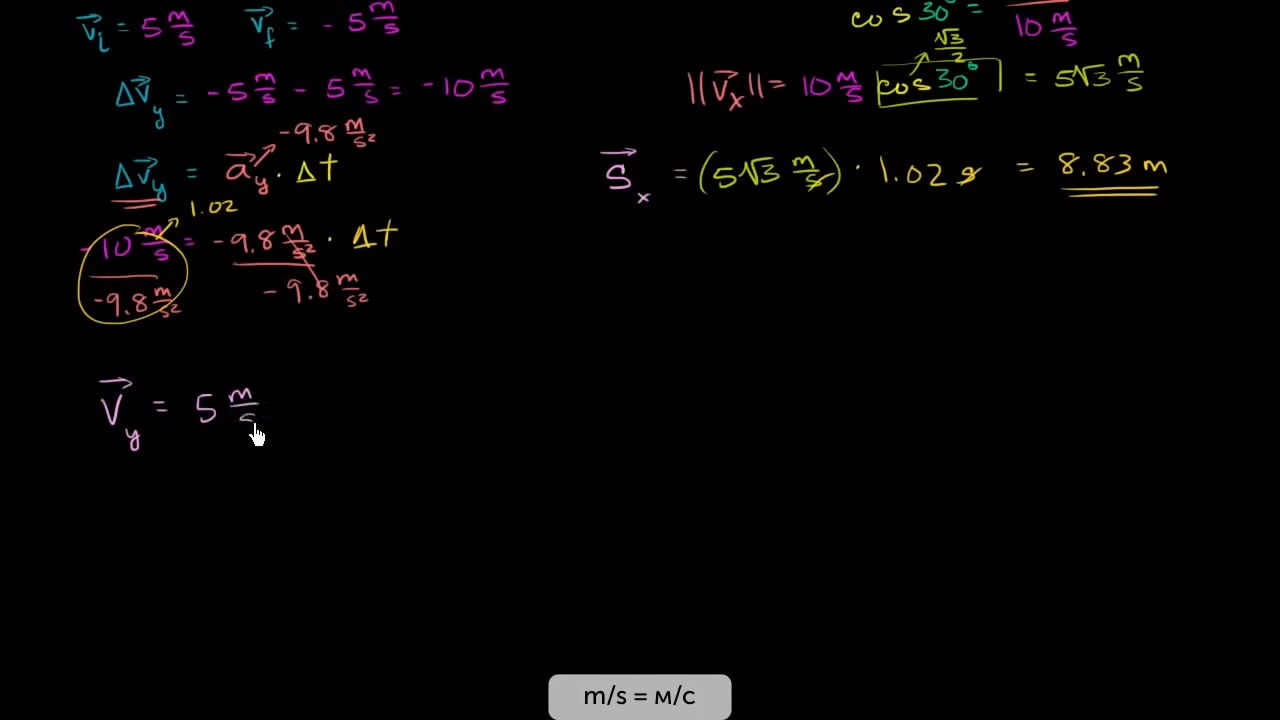 v⃗ᵢ = 5 m/s v⃗f = - 5 m/s
Δv⃗y = -5 m/s - 5 m/s = -10 m/s
-9.8 m/s²
Δv⃗y = a⃗y · Δt
1.02
-10 m/s / -9.8 m/s² = -9.8 m/s² / -9.8 m/s² · Δt
V⃗y = 5 m/s
cos 30° = / 10 m/s
√3/2
||v⃗x|| = 10 m/s cos 30° = 5√3 m/s
S⃗x = (5√3 m/s) · 1.02 s = 8.83 m
m/s = м/с